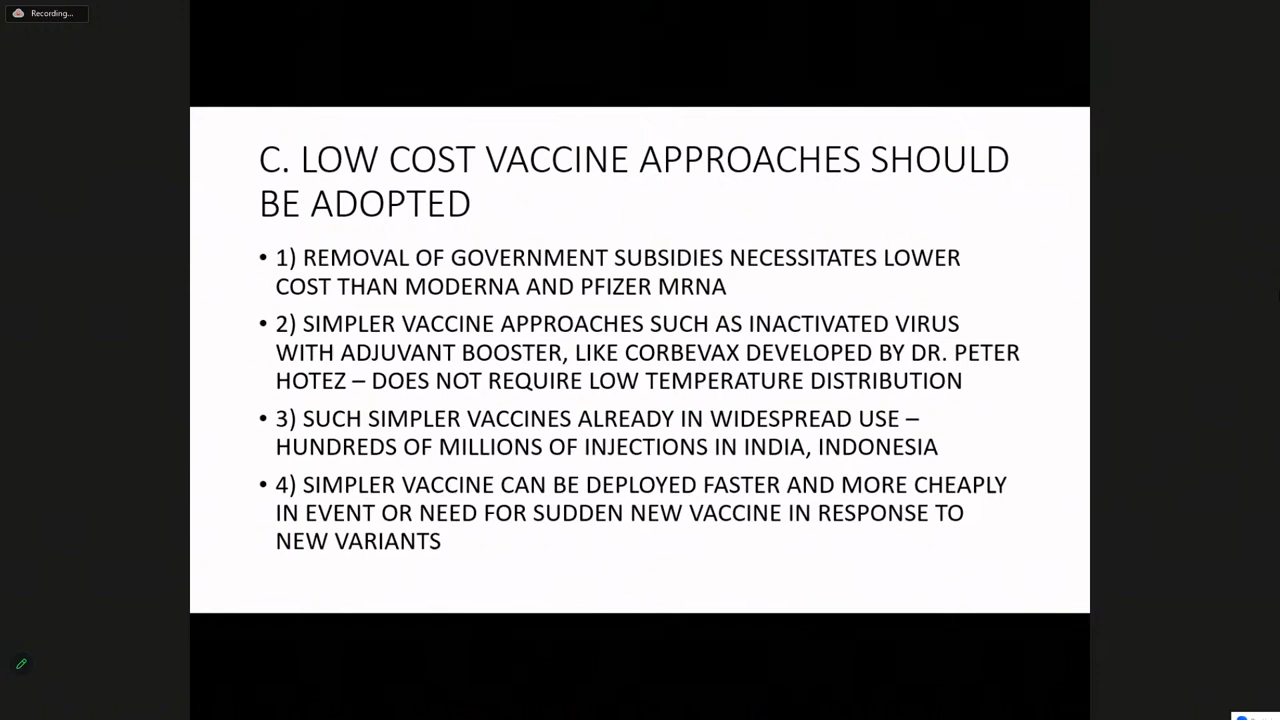 Recording...
C. LOW COST VACCINE APPROACHES SHOULD
BE ADOPTED
• 1) REMOVAL OF GOVERNMENT SUBSIDIES NECESSITATES LOWER
COST THAN MODERNA AND PFIZER MRNA
• 2) SIMPLER VACCINE APPROACHES SUCH AS INACTIVATED VIRUS
WITH ADJUVANT BOOSTER, LIKE CORBEVAX DEVELOPED BY DR. PETER
HOTEZ – DOES NOT REQUIRE LOW TEMPERATURE DISTRIBUTION
• 3) SUCH SIMPLER VACCINES ALREADY IN WIDESPREAD USE –
HUNDREDS OF MILLIONS OF INJECTIONS IN INDIA, INDONESIA
• 4) SIMPLER VACCINE CAN BE DEPLOYED FASTER AND MORE CHEAPLY
IN EVENT OR NEED FOR SUDDEN NEW VACCINE IN RESPONSE TO
NEW VARIANTS